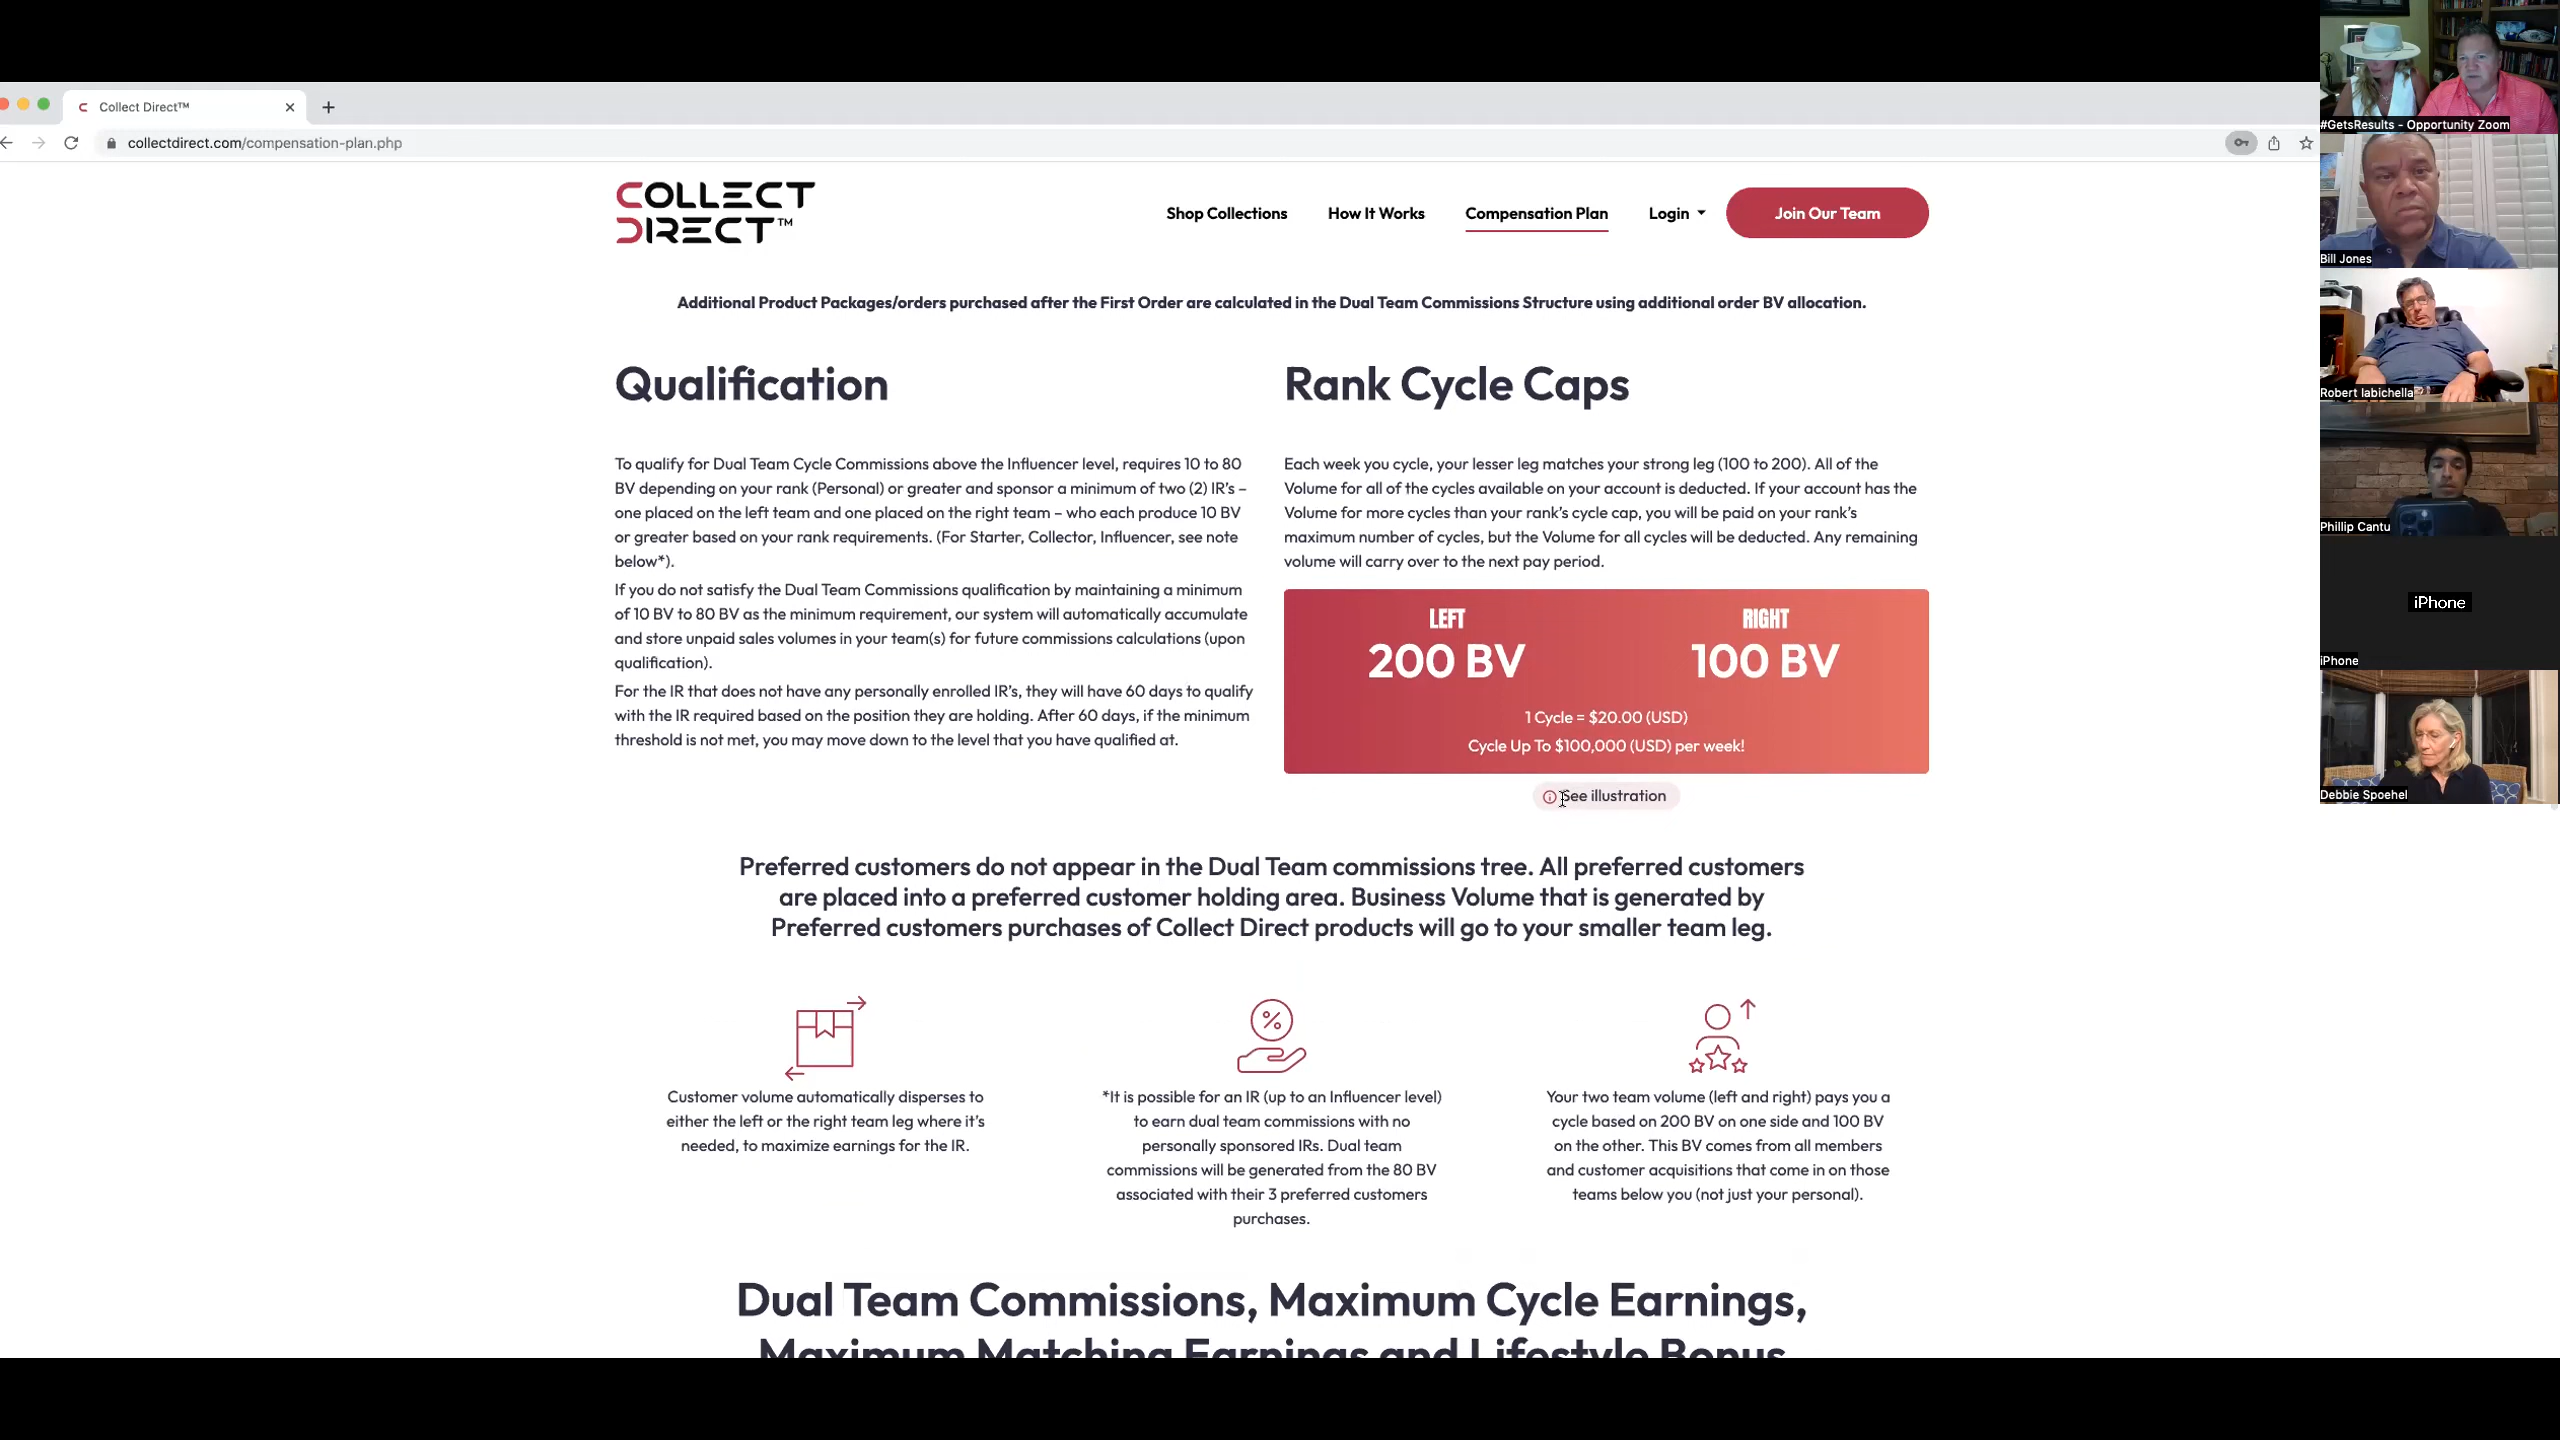 Collect Direct™
collectdirect.com/compensation-plan.php
COLLECT
DIRECT™
Shop Collections
How It Works
Compensation Plan
Login
Join Our Team
Additional Product Packages/orders purchased after the First Order are calculated in the Dual Team Commissions Structure using additional order BV allocation.
Qualification
To qualify for Dual Team Cycle Commissions above the Influencer level, requires 10 to 80
BV depending on your rank (Personal) or greater and sponsor a minimum of two (2) IR's –
one placed on the left team and one placed on the right team – who each produce 10 BV
or greater based on your rank requirements. (For Starter, Collector, Influencer, see note
below*).
If you do not satisfy the Dual Team Commissions qualification by maintaining a minimum
of 10 BV to 80 BV as the minimum requirement, our system will automatically accumulate
and store unpaid sales volumes in your team(s) for future commissions calculations (upon
qualification).
For the IR that does not have any personally enrolled IR's, they will have 60 days to qualify
with the IR required based on the position they are holding. After 60 days, if the minimum
threshold is not met, you may move down to the level that you have qualified at.
Rank Cycle Caps
Each week you cycle, your lesser leg matches your strong leg (100 to 200). All of the
Volume for all of the cycles available on your account is deducted. If your account has the
Volume for more cycles than your rank's cycle cap, you will be paid on your rank's
maximum number of cycles, but the Volume for all cycles will be deducted. Any remaining
volume will carry over to the next pay period.
LEFT
200 BV
RIGHT
100 BV
1 Cycle = $20.00 (USD)
Cycle Up To $100,000 (USD) per week!
See illustration
Preferred customers do not appear in the Dual Team commissions tree. All preferred customers
are placed into a preferred customer holding area. Business Volume that is generated by
Preferred customers purchases of Collect Direct products will go to your smaller team leg.
Customer volume automatically disperses to
either the left or the right team leg where it's
needed, to maximize earnings for the IR.
*It is possible for an IR (up to an Influencer level)
to earn dual team commissions with no
personally sponsored IRs. Dual team
commissions will be generated from the 80 BV
associated with their 3 preferred customers
purchases.
Your two team volume (left and right) pays you a
cycle based on 200 BV on one side and 100 BV
on the other. This BV comes from all members
and customer acquisitions that come in on those
teams below you (not just your personal).
Dual Team Commissions, Maximum Cycle Earnings,
Maximum Matching Earnings and Lifestyle Bonus
#GetsResults - Opportunity Zoom
Bill Jones
Robert Iabichella
Phillip Cantu
iPhone
iPhone
Debbie Spoehel